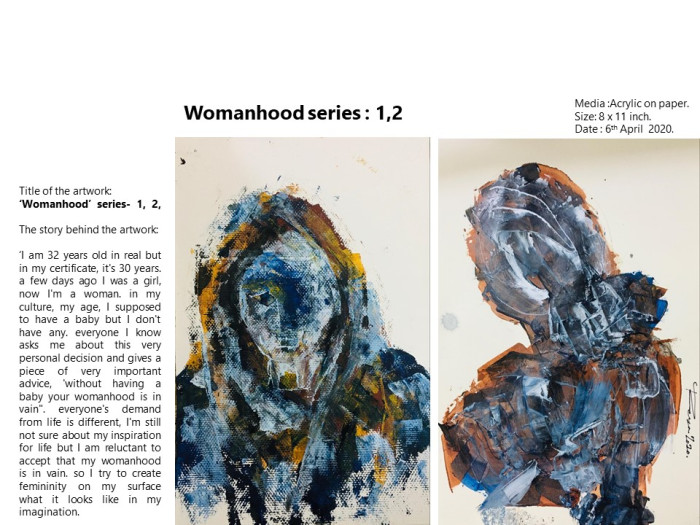 Womanhood series : 1,2
Media :Acrylic on paper.
Size: 8 x 11 inch.
Date : 6th April 2020.
Title of the artwork:
‘Womanhood’ series- 1, 2,
The story behind the artwork:
'I am 32 years old in real but
in my certificate, it's 30 years.
a few days ago I was a girl,
now I'm a woman. in my
culture, my age, I supposed
to have a baby but I don't
have any. everyone I know
asks me about this very
personal decision and gives a
piece of very important
advice, 'without having a
baby your womanhood is in
vain". everyone's demand
from life is different, I'm still
not sure about my inspiration
for life but I am reluctant to
accept that my womanhood
is in vain. so I try to create
femininity on my surface
what it looks like in my
imagination.